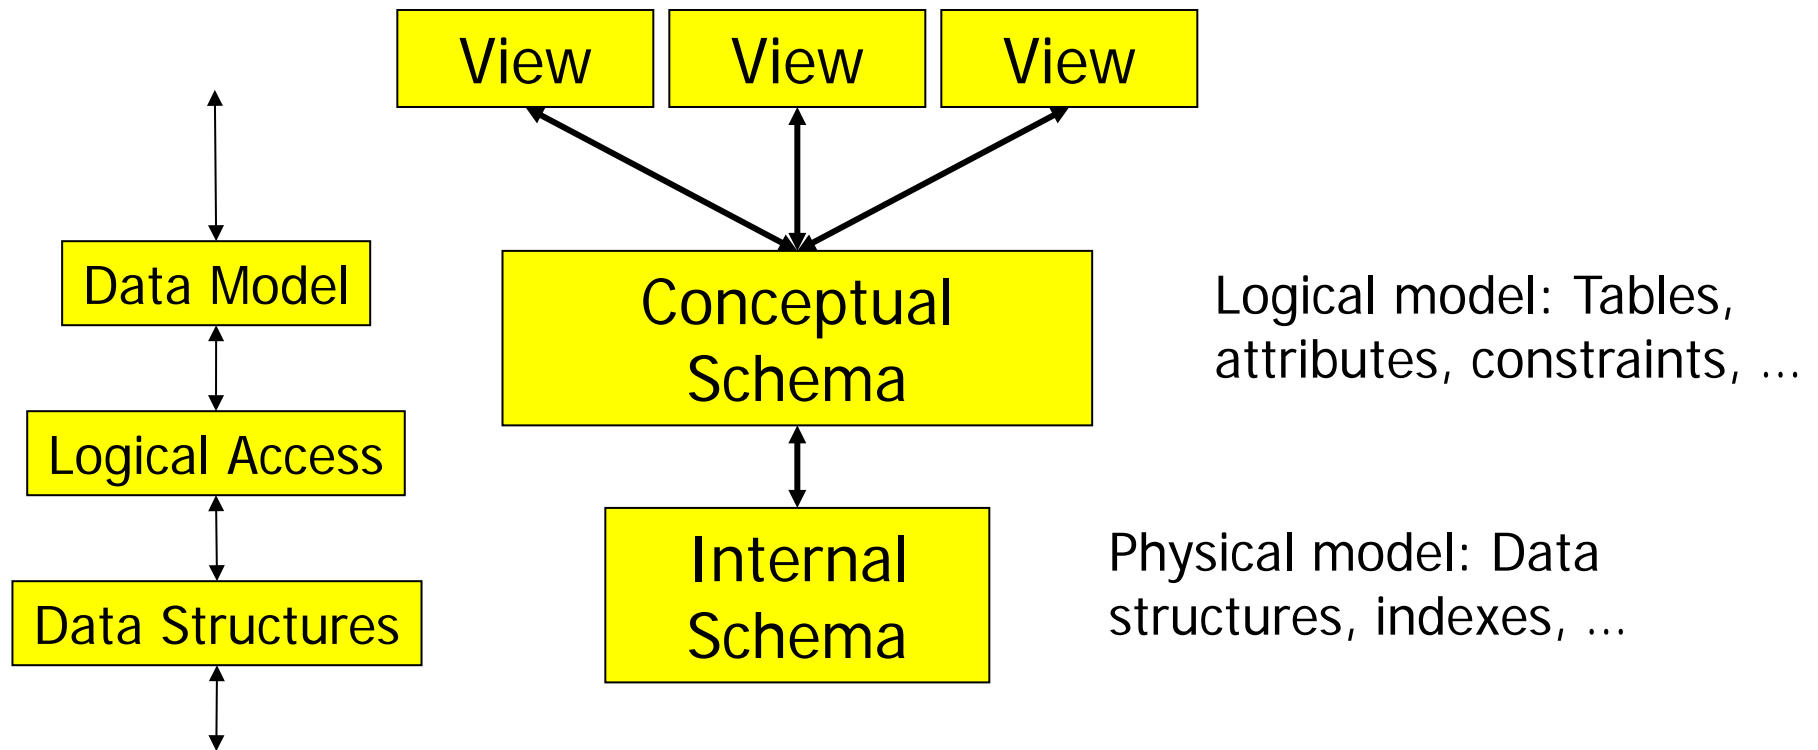 View
View
View
Data Model
Conceptual
Schema
Logical model: Tables,
attributes, constraints, ...
Logical Access
Data Structures
Internal
Schema
Physical model: Data
structures, indexes, ...